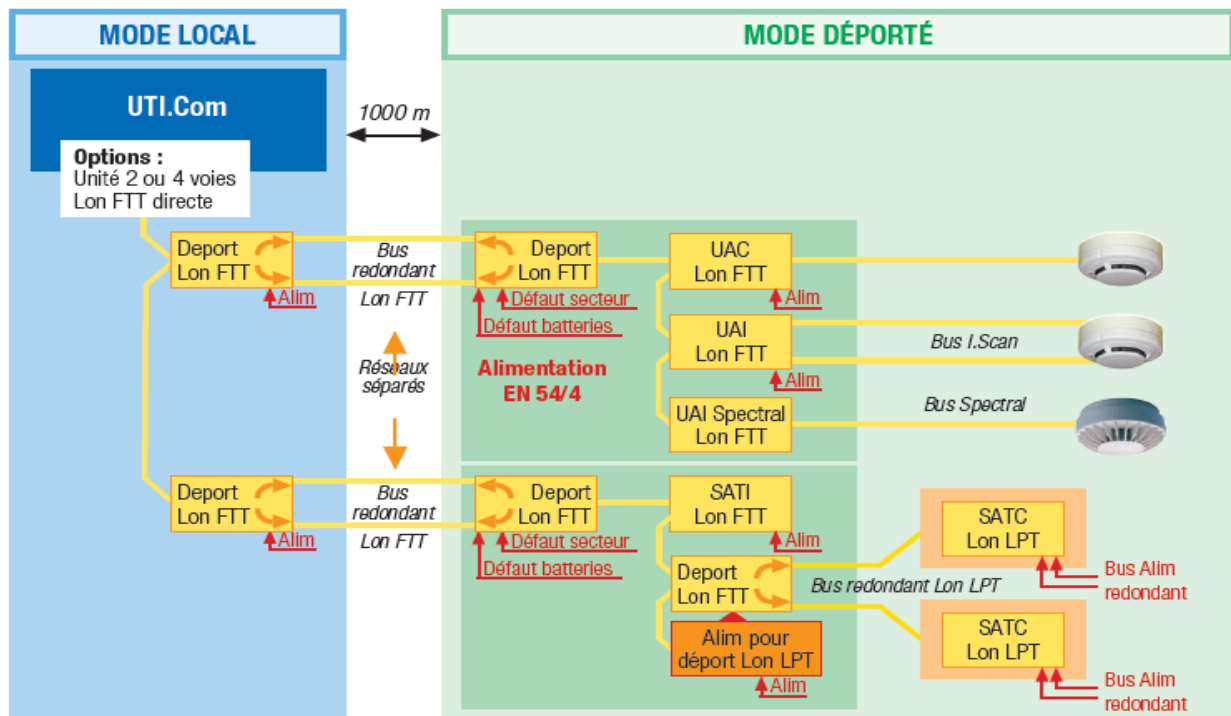 MODE LOCAL
MODE DÉPORTÉ
UTI.Com
1000 m
Options :
Unité 2 ou 4 voies
Lon FTT directe
Deport
Lon FTT
Alim
Bus
redondant
Lon FTT
Deport
Lon FTT
Défaut secteur
Défaut batteries
UAC
Lon FTT
Alim
UAI
Lon FTT
Alim
Bus I.Scan
Réseaux
séparés
Alimentation
EN 54/4
UAI Spectral
Lon FTT
Bus Spectral
Deport
Lon FTT
Alim
Bus
redondant
Lon FTT
Deport
Lon FTT
Défaut secteur
Défaut batteries
SATI
Lon FTT
Alim
Deport
Lon FTT
Bus redondant Lon LPT
Alim pour
déport Lon LPT
Alim
SATC
Lon LPT
Bus Alim
redondant
SATC
Lon LPT
Bus Alim
redondant